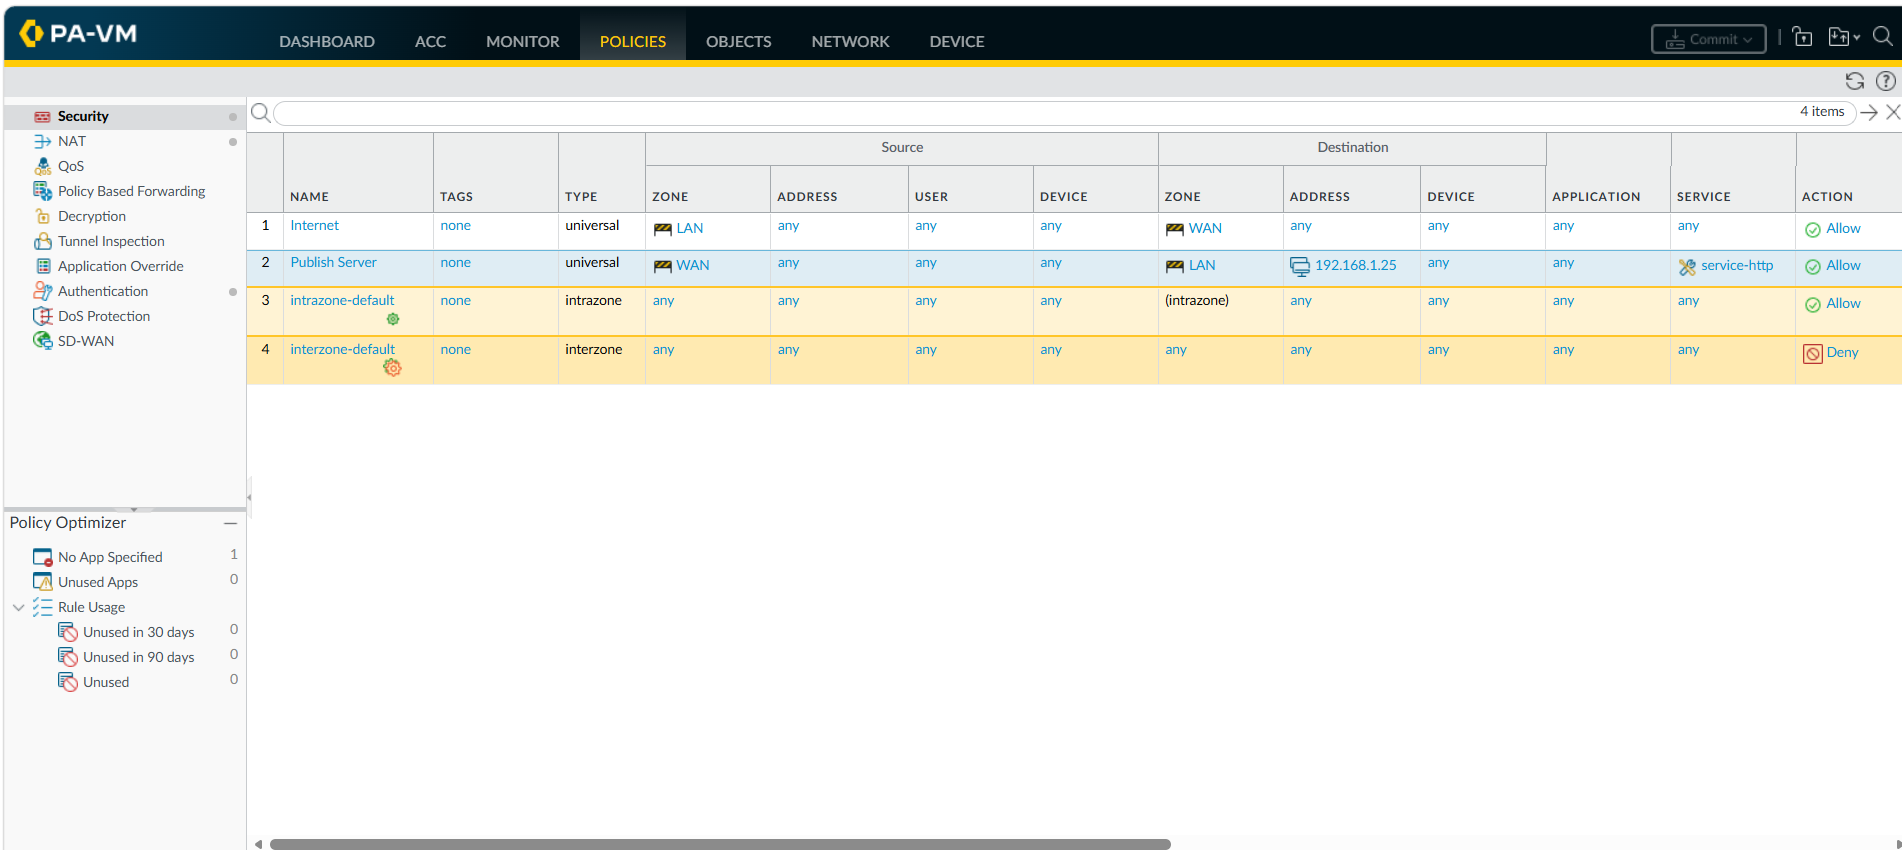 PA-VM
DASHBOARD ACC MONITOR POLICIES OBJECTS NETWORK DEVICE Commit
Security
NAT
QoS
Policy Based Forwarding
Decryption
Tunnel Inspection
Application Override
Authentication
DoS Protection
SD-WAN
Policy Optimizer
No App Specified 1
Unused Apps 0
Rule Usage
Unused in 30 days 0
Unused in 90 days 0
Unused 0
4 items
Source Destination
NAME TAGS TYPE ZONE ADDRESS USER DEVICE ZONE ADDRESS DEVICE APPLICATION SERVICE ACTION
1 Internet none universal LAN any any any WAN any any any any Allow
2 Publish Server none universal WAN any any any LAN 192.168.1.25 any any service-http Allow
3 intrazone-default none intrazone any any any any (intrazone) any any any any Allow
4 interzone-default none interzone any any any any any any any any any Deny